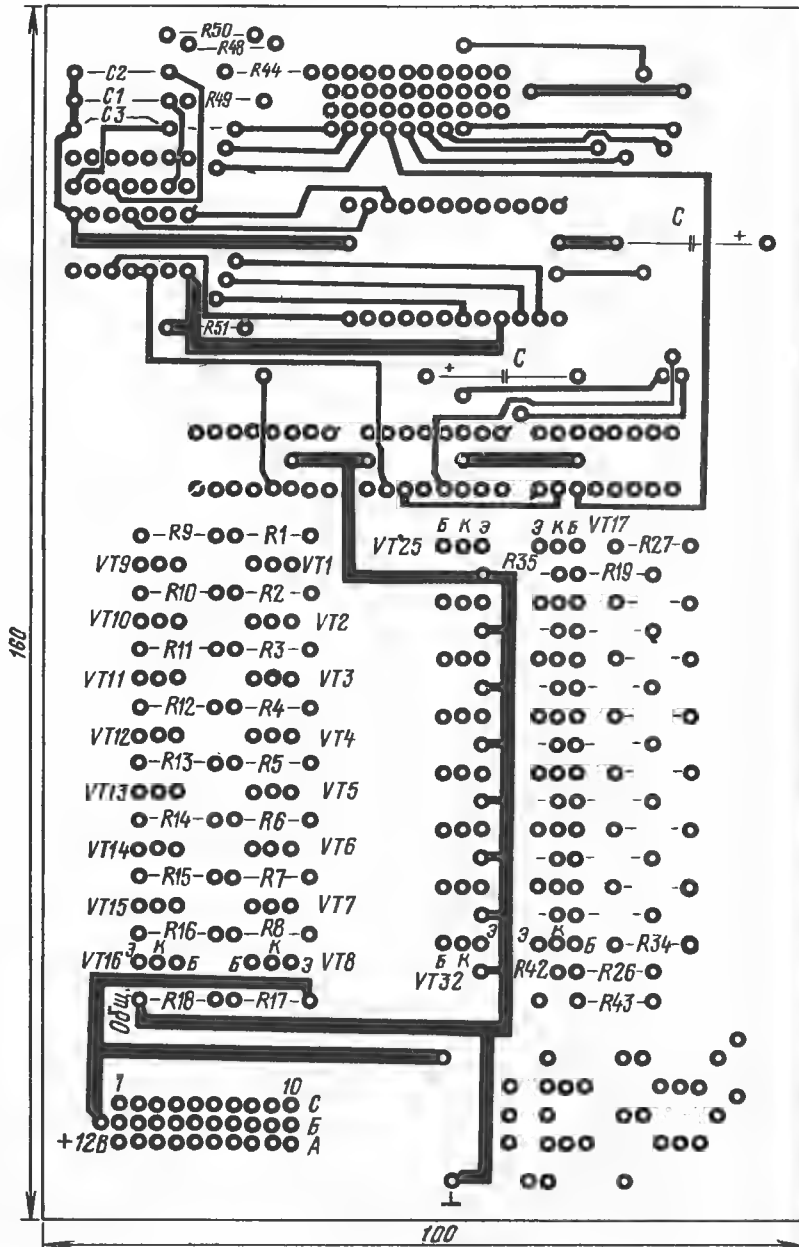 R50
R48
C2
R44
C1
R49
C3
C
+
R51
+
C
Б К Э
Э К Б
VT17
R9
R1
VT25
R27
VT9
VT1
R35
R19
R10
R2
VT10
VT2
R11
R3
VT11
VT3
R12
R4
VT12
VT4
R13
R5
VT13
VT5
R14
R6
VT14
VT6
R15
R7
VT15
VT7
R16
R8
Э
Э
К
R34
Э
К
К
Б К
Б
VT16
Б
Б
Э
VT8
VT32
R42
R26
Общ.
R18
R17
R43
1
10
С
Б
+12В
А
160
100